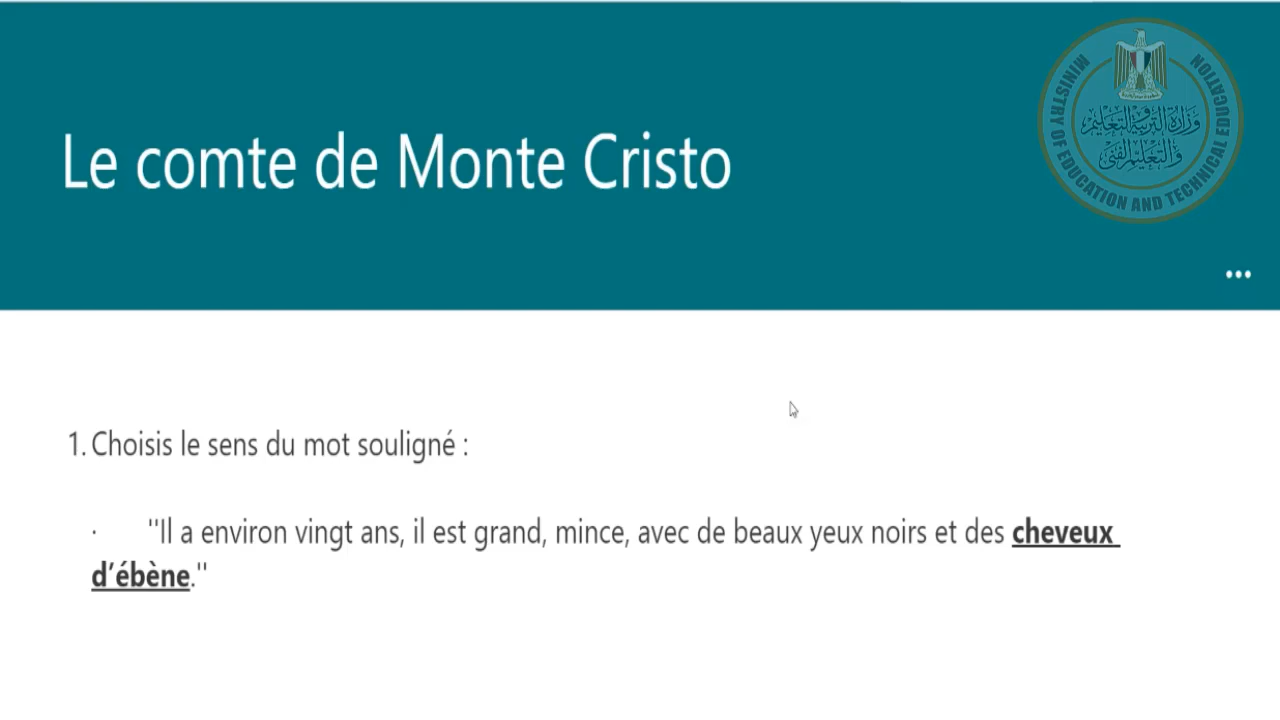 Le comte de Monte Cristo
MINISTRY OF EDUCATION AND TECHNICAL EDUCATION
وزارة التربية والتعليم
والتعليم الفني
...
1. Choisis le sens du mot souligné :
· ''Il a environ vingt ans, il est grand, mince, avec de beaux yeux noirs et des cheveux
d’ébène.''